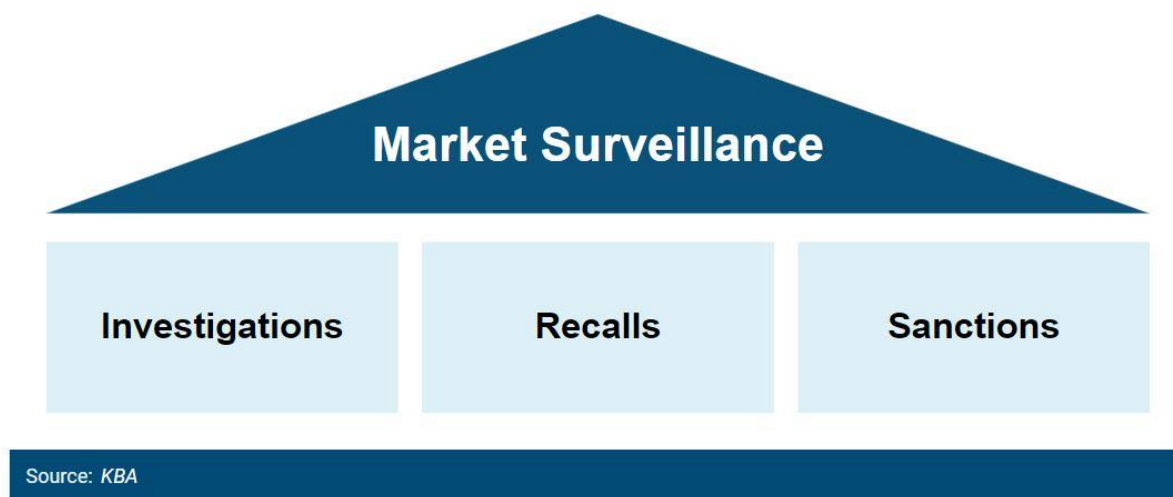 Market Surveillance
Investigations
Recalls
Sanctions
Source: KBA